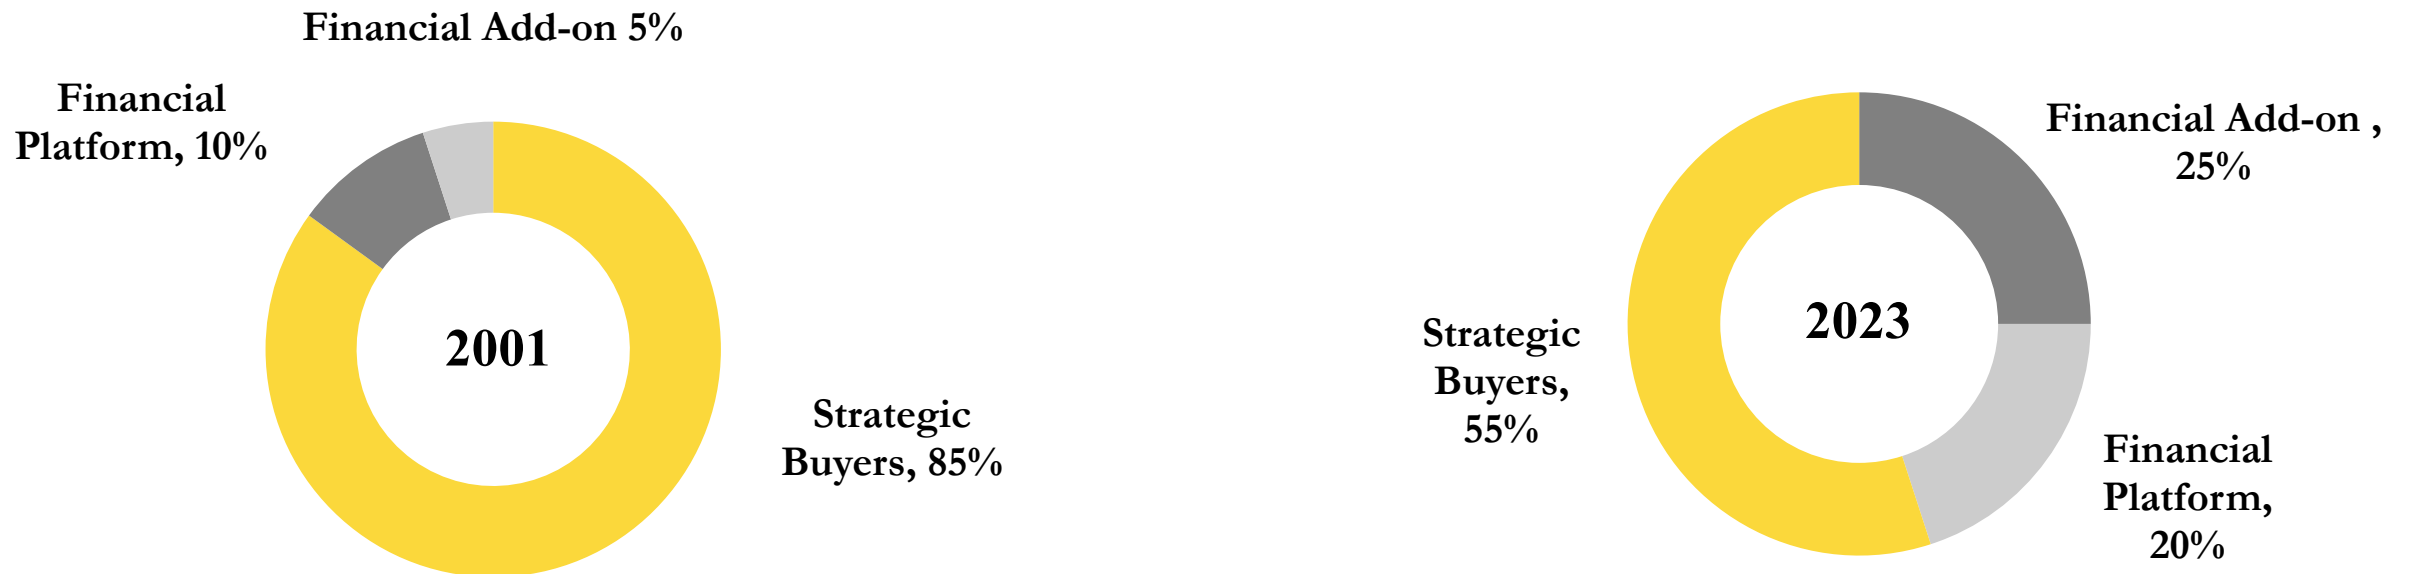 Financial Add-on 5%
Financial
Platform, 10%
2001
Strategic
Buyers, 85%
Financial Add-on ,
25%
2023
Strategic
Buyers,
55%
Financial
Platform,
20%